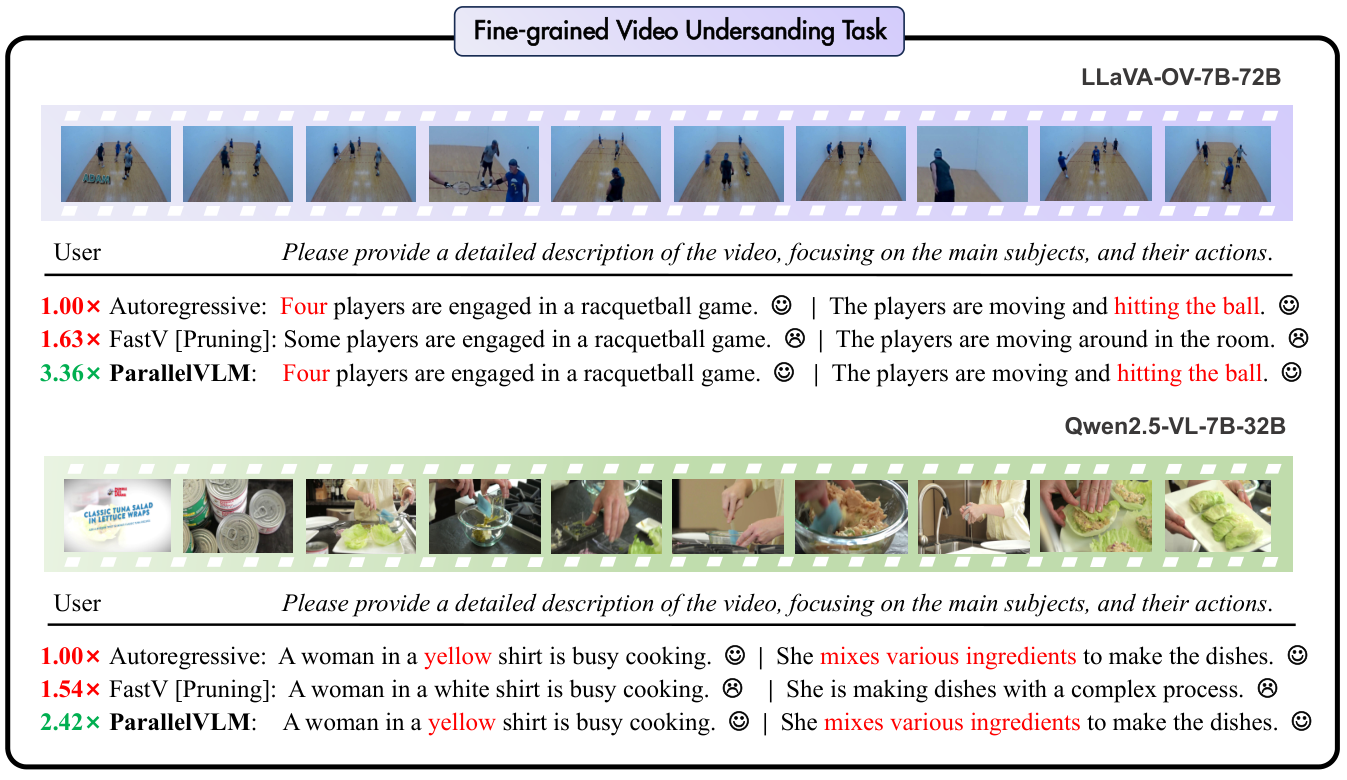 Fine-grained Video Undersanding Task
LLaVA-OV-7B-72B
User Please provide a detailed description of the video, focusing on the main subjects, and their actions.
1.00× Autoregressive: Four players are engaged in a racquetball game. ☺ | The players are moving and hitting the ball. ☺
1.63× FastV [Pruning]: Some players are engaged in a racquetball game. ☹ | The players are moving around in the room. ☹
3.36× ParallelVLM: Four players are engaged in a racquetball game. ☺ | The players are moving and hitting the ball. ☺
Qwen2.5-VL-7B-32B
CLASSIC TUNA SALAD
IN LETTUCE WRAPS
User Please provide a detailed description of the video, focusing on the main subjects, and their actions.
1.00× Autoregressive: A woman in a yellow shirt is busy cooking. ☺ | She mixes various ingredients to make the dishes. ☺
1.54× FastV [Pruning]: A woman in a white shirt is busy cooking. ☹ | She is making dishes with a complex process. ☹
2.42× ParallelVLM: A woman in a yellow shirt is busy cooking. ☺ | She mixes various ingredients to make the dishes. ☺